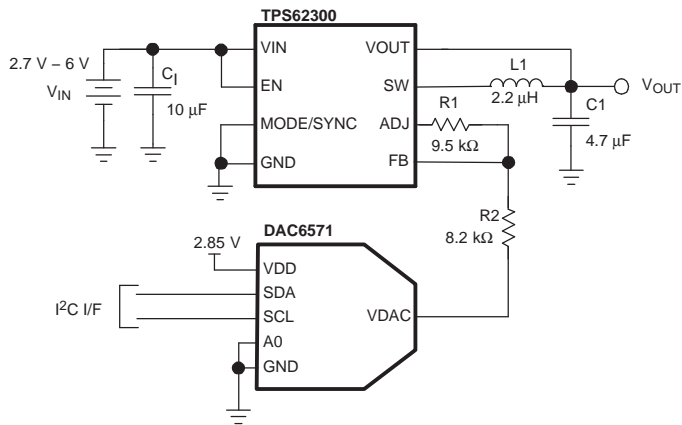 TPS62300
2.7 V – 6 V
VIN
CI
10 μF
VIN
EN
MODE/SYNC
GND
VOUT
SW
ADJ
FB
L1
2.2 μH
R1
9.5 kΩ
C1
4.7 μF
VOUT
R2
8.2 kΩ
DAC6571
2.85 V
I2C I/F
VDD
SDA
SCL
A0
GND
VDAC